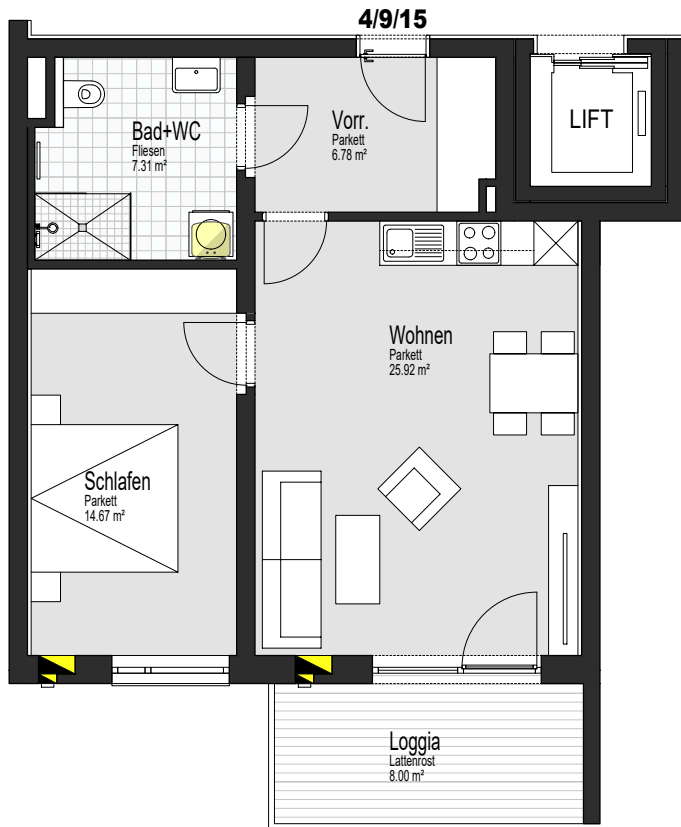 4/9/15
LIFT
Bad+WC
Fliesen
7.31 m²
Vorr.
Parkett
6.78 m²
Wohnen
Parkett
25.92 m²
Schlafen
Parkett
14.67 m²
Loggia
Lattenrost
8.00 m²